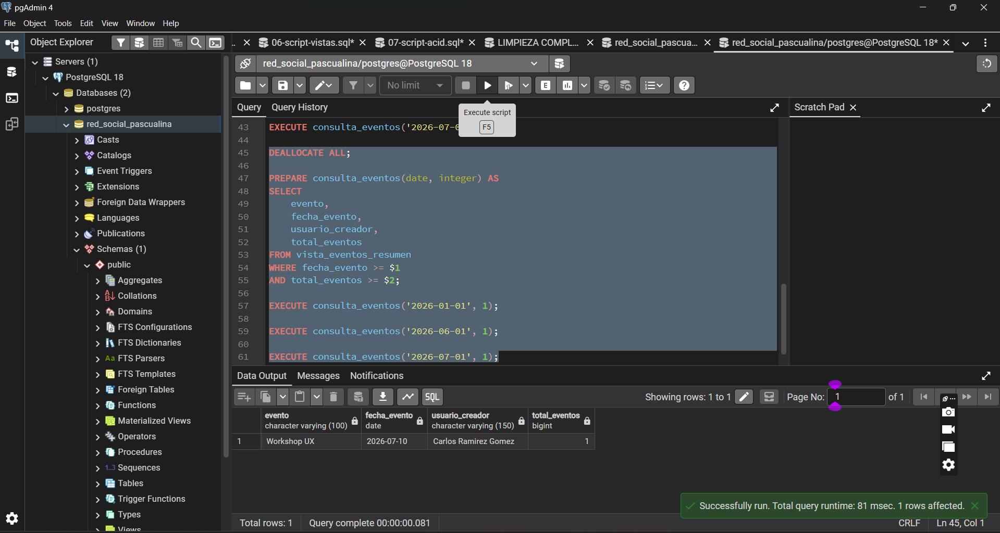 pgAdmin 4
File Object Tools Edit View Window Help
Object Explorer
.. 06-script-vistas.sql* 07-script-acid.sql* LIMPIEZA COMPL... red_social_pascua... red_social_pascualina/postgres@PostgreSQL 18*
Servers (1)
PostgreSQL 18
Databases (2)
postgres
red_social_pascualina
Casts
Catalogs
Event Triggers
Extensions
Foreign Data Wrappers
Languages
Publications
Schemas (1)
public
Aggregates
Collations
Domains
FTS Configurations
FTS Dictionaries
FTS Parsers
FTS Templates
Foreign Tables
Functions
Materialized Views
Operators
Procedures
1..3 Sequences
Tables
Trigger Functions
Types
Views
red_social_pascualina/postgres@PostgreSQL 18
No limit
E
Query Query History
Execute script
F5
Scratch Pad
43 EXECUTE consulta_eventos('2026-07-0
44
45 DEALLOCATE ALL;
46
47 PREPARE consulta_eventos(date, integer) AS
48 SELECT
49 evento,
50 fecha_evento,
51 usuario_creador,
52 total_eventos
53 FROM vista_eventos_resumen
54 WHERE fecha_evento >= $1
55 AND total_eventos >= $2;
56
57 EXECUTE consulta_eventos('2026-01-01', 1);
58
59 EXECUTE consulta_eventos('2026-06-01', 1);
60
61 EXECUTE consulta_eventos('2026-07-01', 1);
Data Output Messages Notifications
SQL
Showing rows: 1 to 1
Page No: 1 of 1
evento fecha_evento usuario_creador total_eventos
character varying (100) date character varying (150) bigint
1 Workshop UX 2026-07-10 Carlos Ramirez Gomez 1
Successfully run. Total query runtime: 81 msec. 1 rows affected.
Total rows: 1 Query complete 00:00:00.081 CRLF Ln 45, Col 1